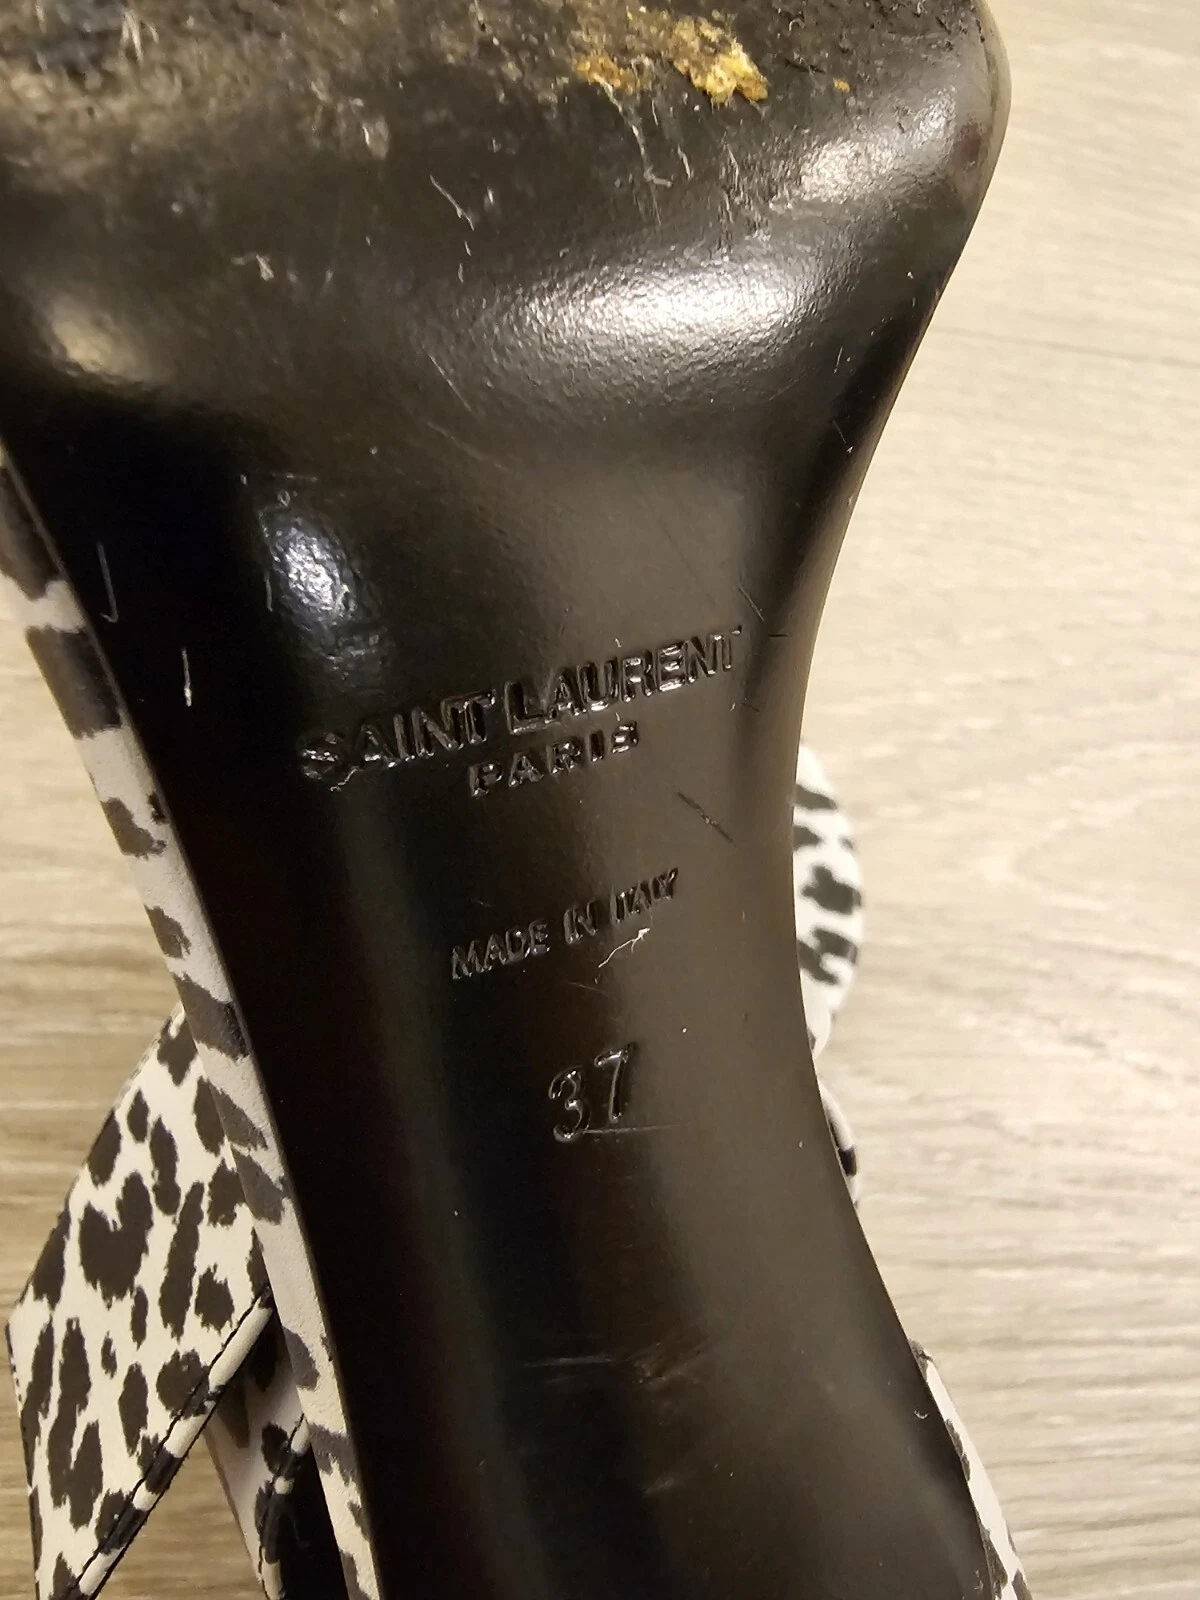 SAINT LAURENT
PARIS
MADE IN ITALY
37